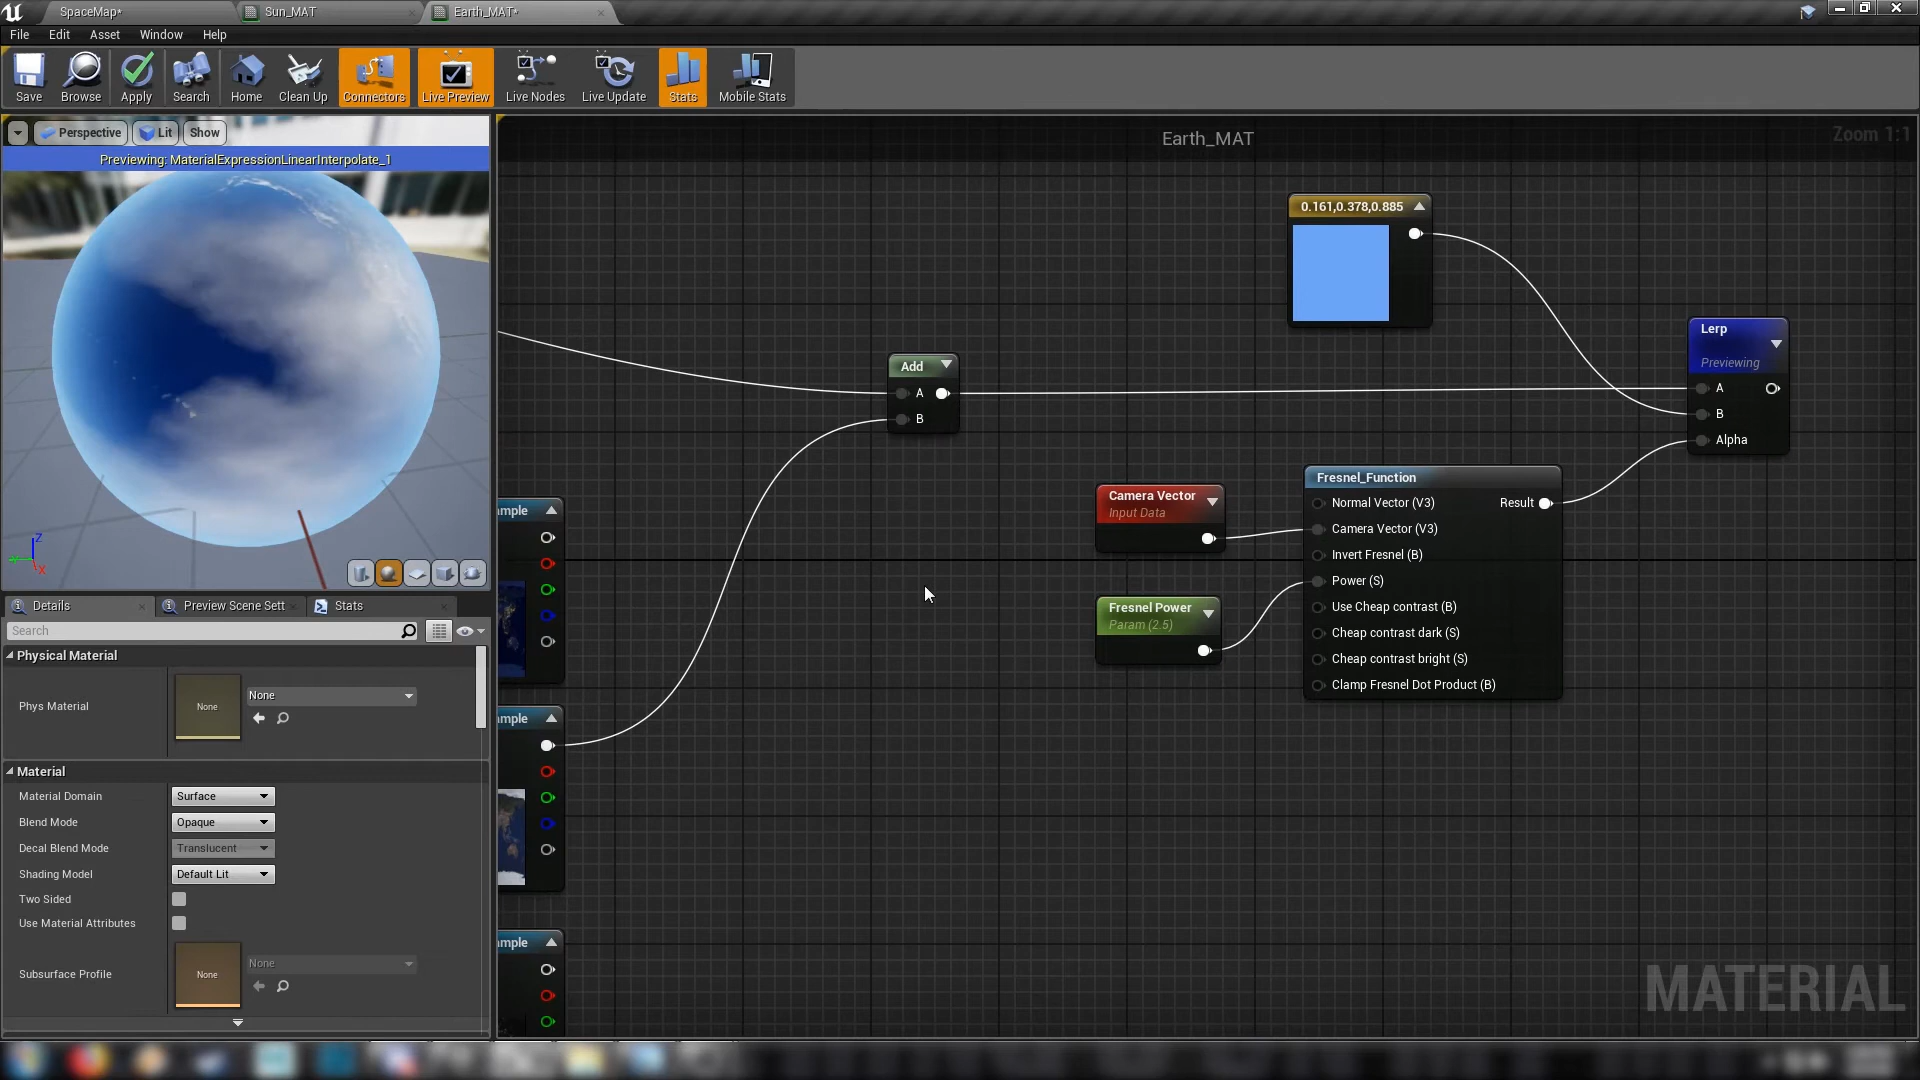 SpaceMap*
Sun_MAT
Earth_MAT*
File
Edit
Asset
Window
Help
Save
Browse
Apply
Search
Home
Clean Up
Connectors
Live Preview
Live Nodes
Live Update
Stats
Mobile Stats
Perspective
Lit
Show
Previewing: MaterialExpressionLinearInterpolate_1
Z
X
Details
Preview Scene Sett
Stats
Search
Physical Material
Phys Material
None
None
Material
Material Domain
Surface
Blend Mode
Opaque
Decal Blend Mode
Translucent
Shading Model
Default Lit
Two Sided
Use Material Attributes
Subsurface Profile
None
None
Earth_MAT
Zoom 1:1
0.161,0.378,0.885
Add
A
B
Lerp
Previewing
A
B
Alpha
Camera Vector
Input Data
Fresnel Power
Param (2.5)
Fresnel_Function
Normal Vector (V3)
Result
Camera Vector (V3)
Invert Fresnel (B)
Power (S)
Use Cheap contrast (B)
Cheap contrast dark (S)
Cheap contrast bright (S)
Clamp Fresnel Dot Product (B)
ample
ample
ample
MATERIAL